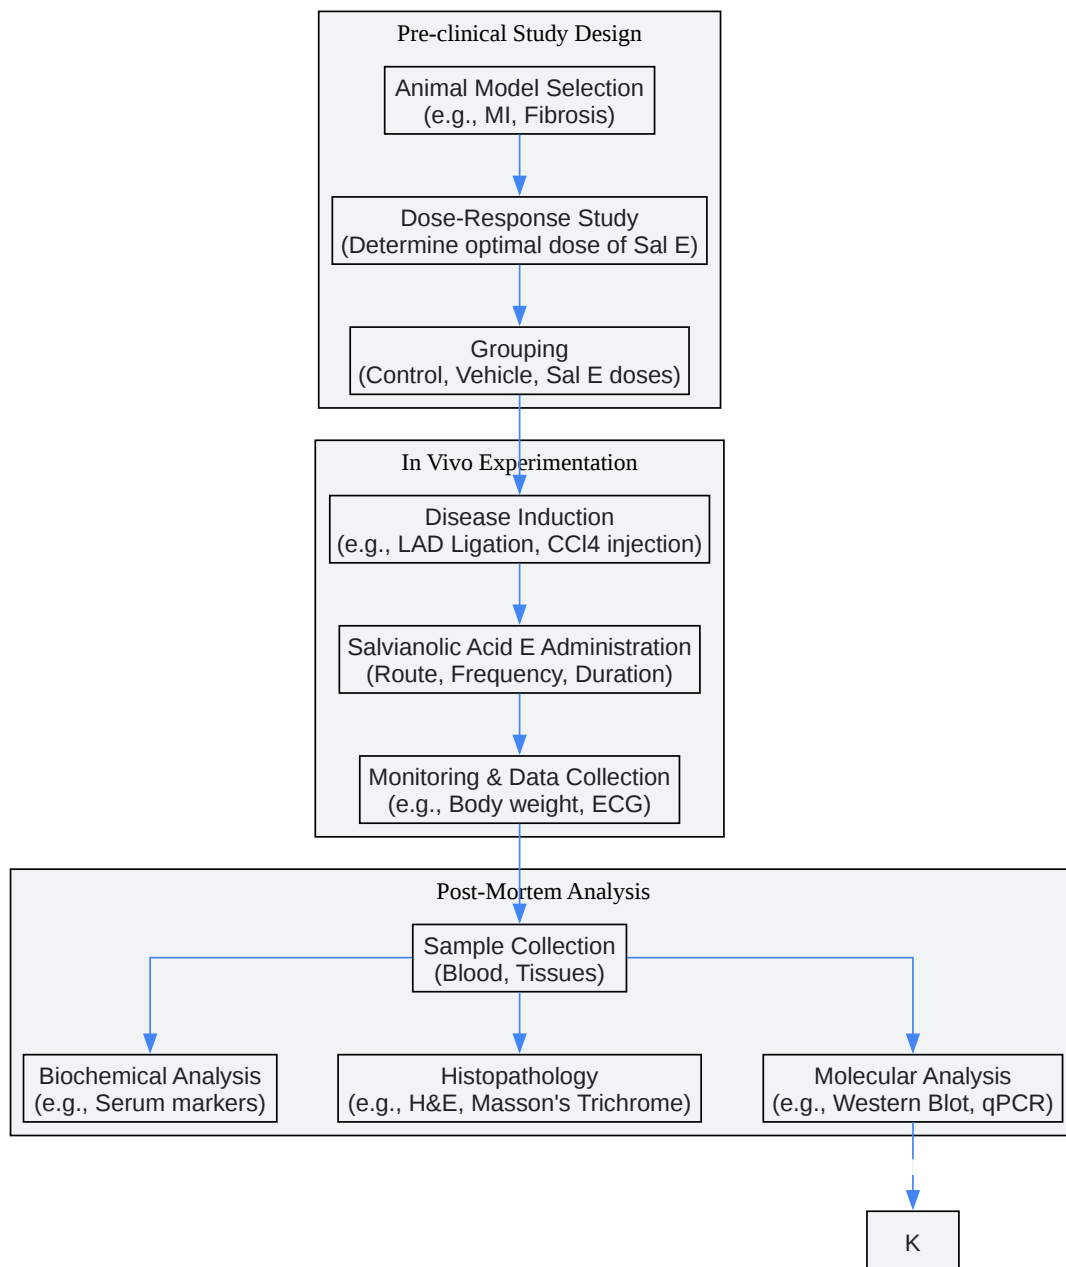 Pre-clinical Study Design
Animal Model Selection
(e.g., MI, Fibrosis)
Dose-Response Study
(Determine optimal dose of Sal E)
Grouping
(Control, Vehicle, Sal E doses)
In Vivo Experimentation
Disease Induction
(e.g., LAD Ligation, CCl4 injection)
Salvianolic Acid E Administration
(Route, Frequency, Duration)
Monitoring & Data Collection
(e.g., Body weight, ECG)
Post-Mortem Analysis
Sample Collection
(Blood, Tissues)
Biochemical Analysis
(e.g., Serum markers)
Histopathology
(e.g., H&E, Masson's Trichrome)
Molecular Analysis
(e.g., Western Blot, qPCR)
K